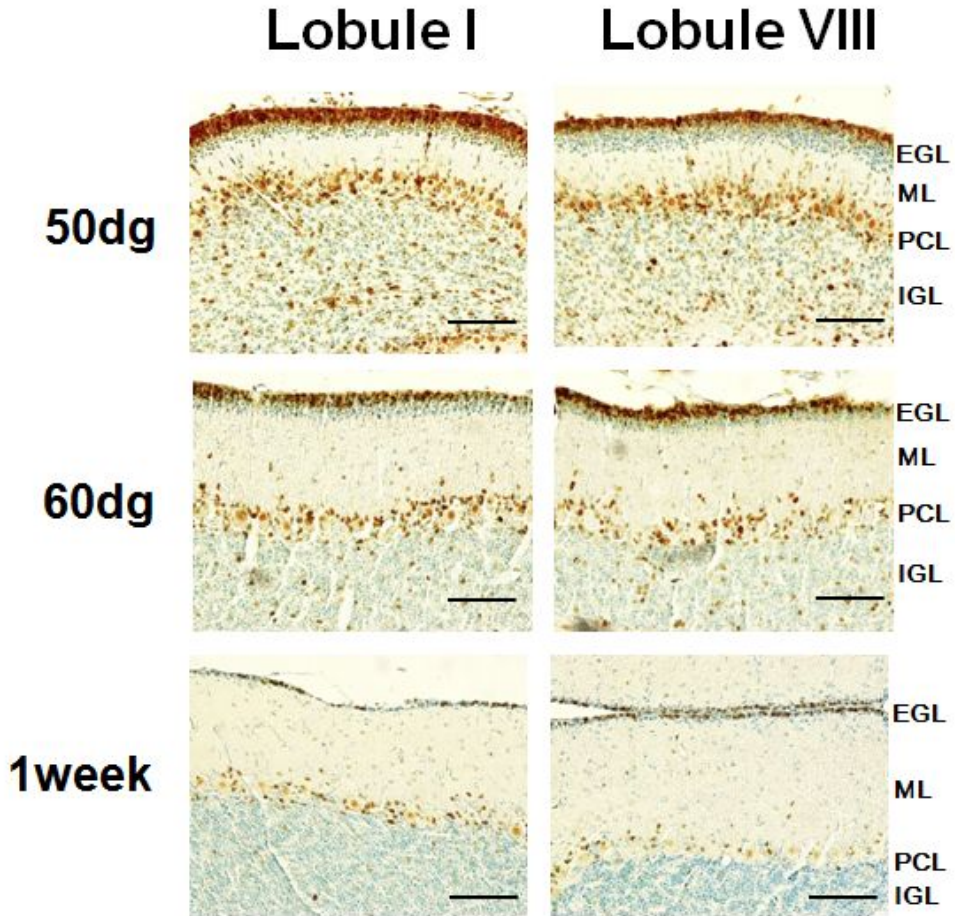 Lobule I Lobule VIII
50dg
EGL
ML
PCL
IGL
60dg
EGL
ML
PCL
IGL
1week
EGL
ML
PCL
IGL